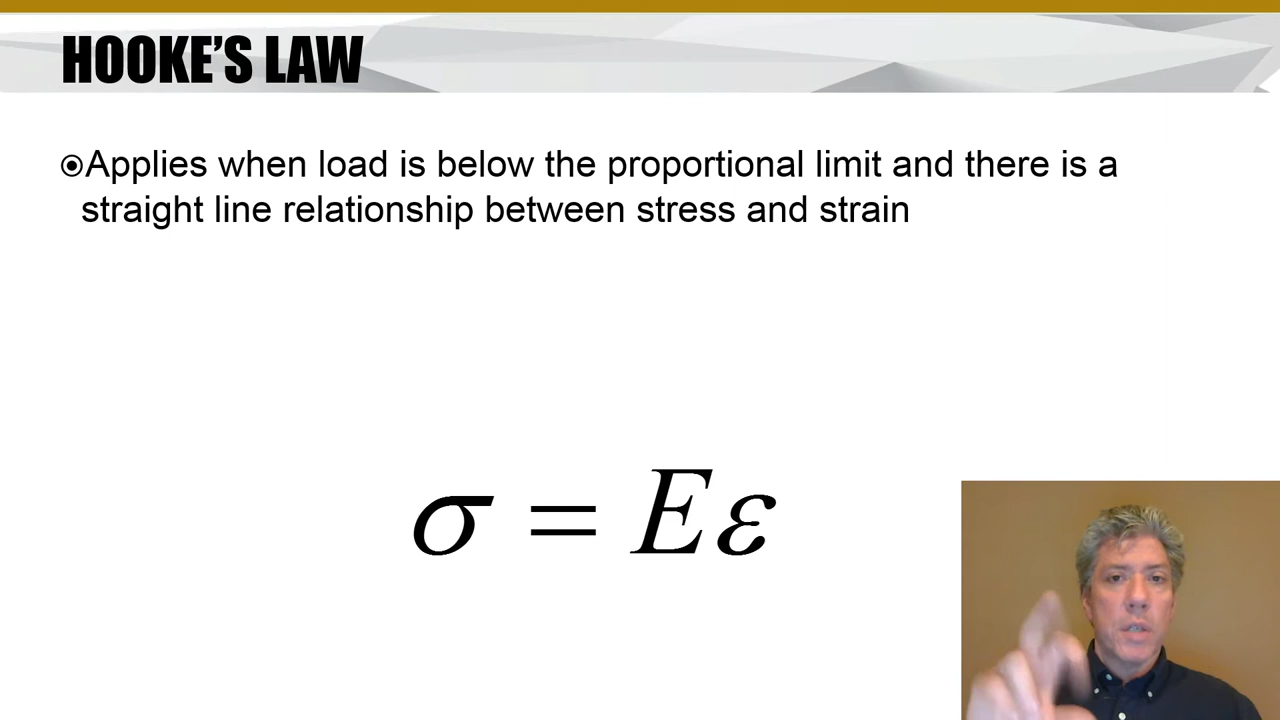 HOOKE’S LAW
⦿Applies when load is below the proportional limit and there is a
straight line relationship between stress and strain
σ = Eε